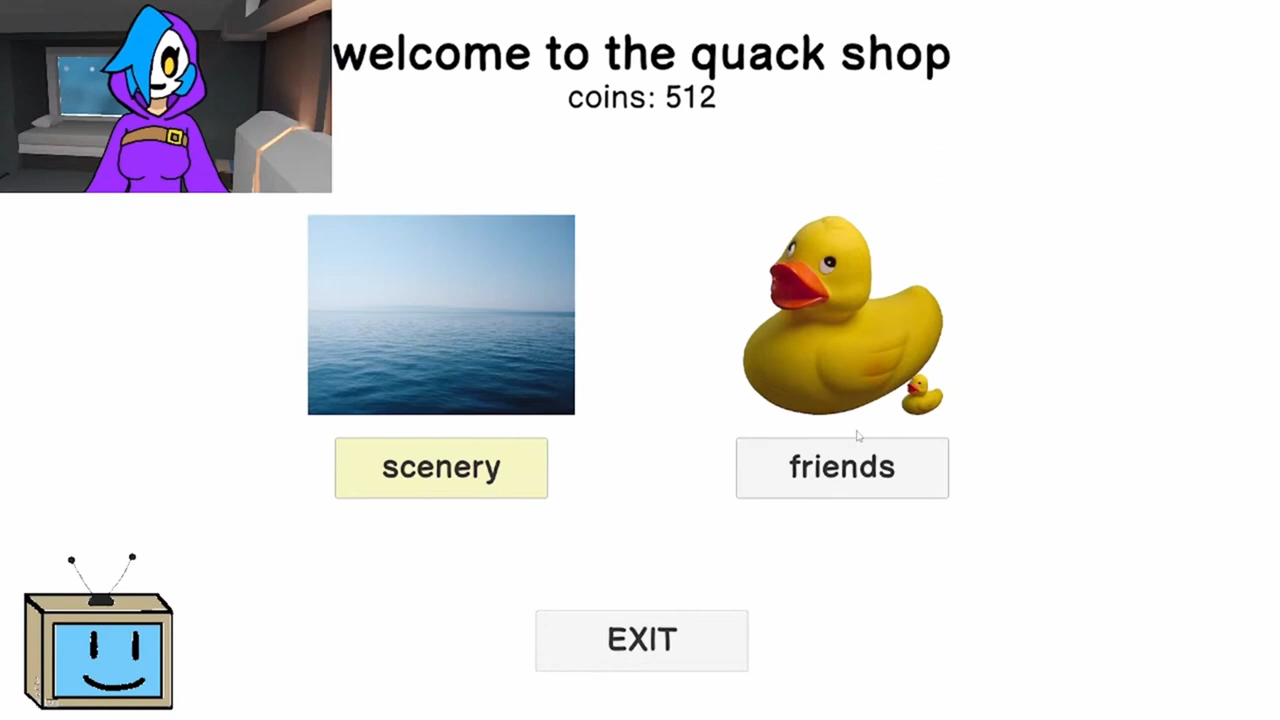 welcome to the quack shop
coins: 512
scenery
friends
EXIT